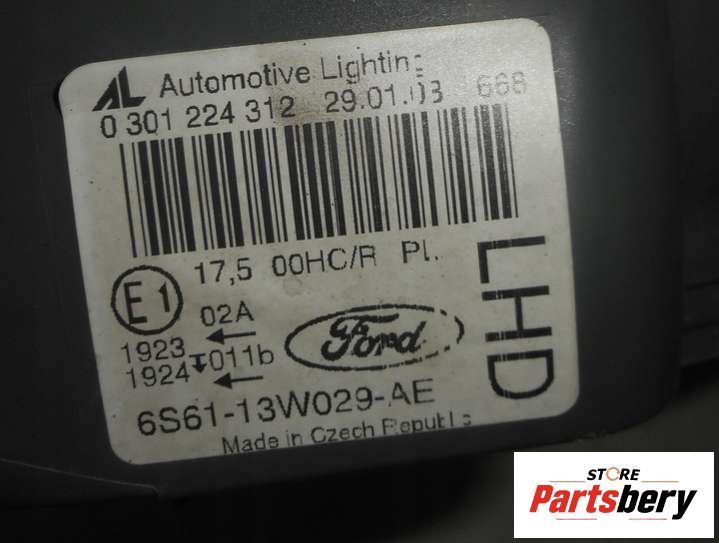 AL Automotive Lighting
0 301 224 312 29.01.03 668
17,5 00HC/R PL.
E1
02A
1923
011b
1924
Ford
LHD
6S61-13W029-AE
Made in Czech Republic
STORE
Partsbery